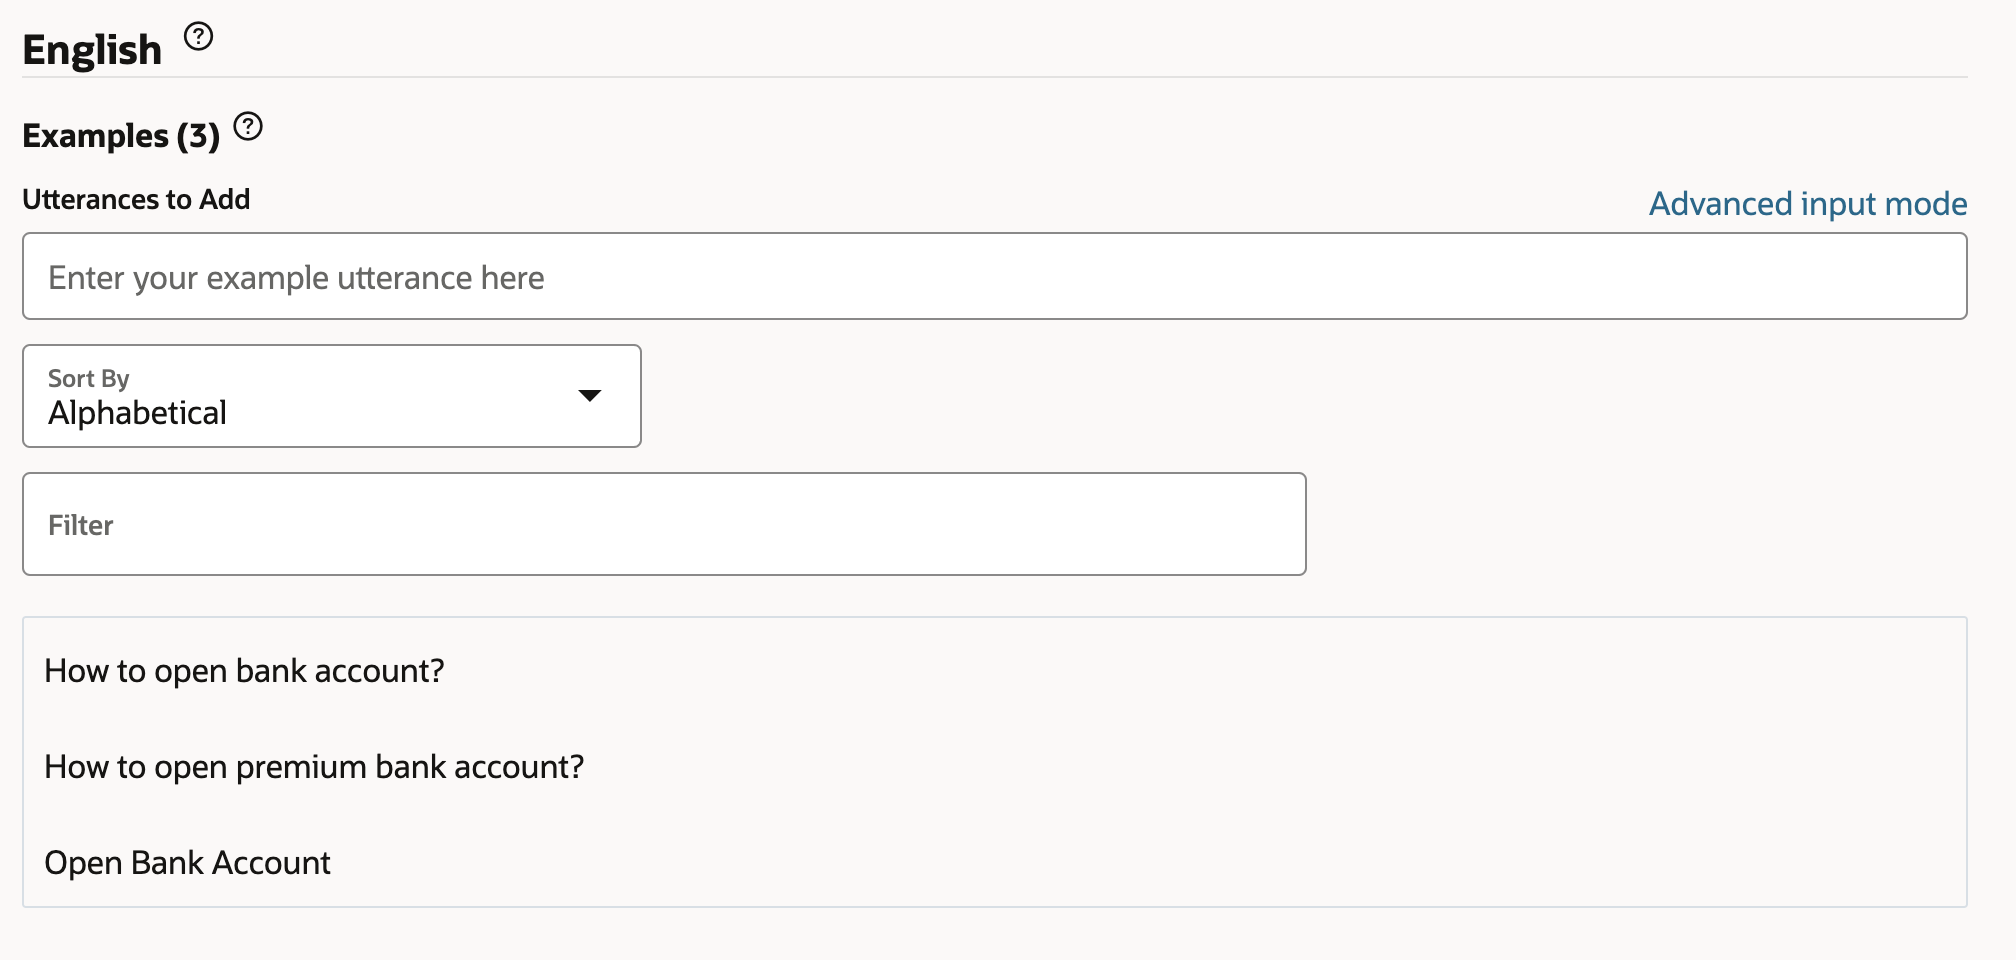 English
Examples (3)
Utterances to Add
Advanced input mode
Enter your example utterance here
Sort By
Alphabetical
Filter
How to open bank account?
How to open premium bank account?
Open Bank Account